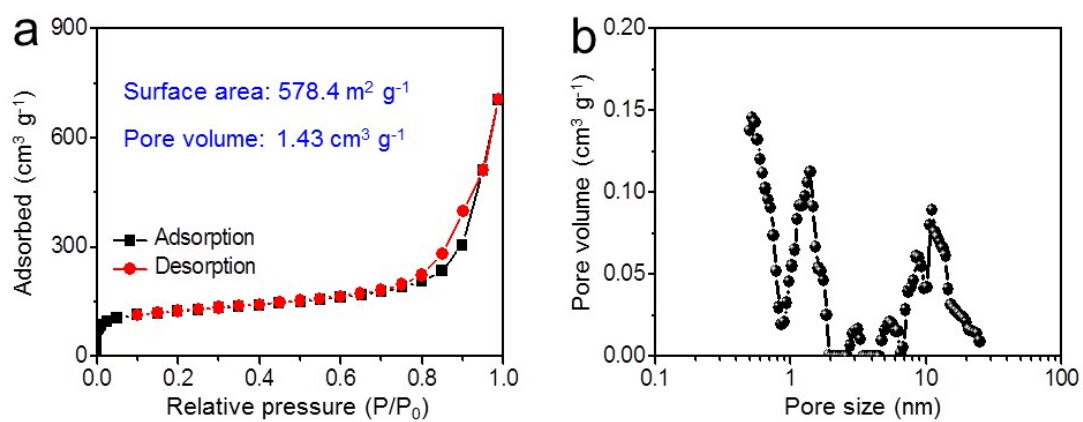 a
900
600
300
0
Adsorbed (cm³ g⁻¹)
Surface area: 578.4 m² g⁻¹
Pore volume: 1.43 cm³ g⁻¹
Adsorption
Desorption
0.0 0.2 0.4 0.6 0.8 1.0
Relative pressure (P/P₀)
b
0.20
0.15
0.10
0.05
0.00
Pore volume (cm³ g⁻¹)
0.1 1 10 100
Pore size (nm)